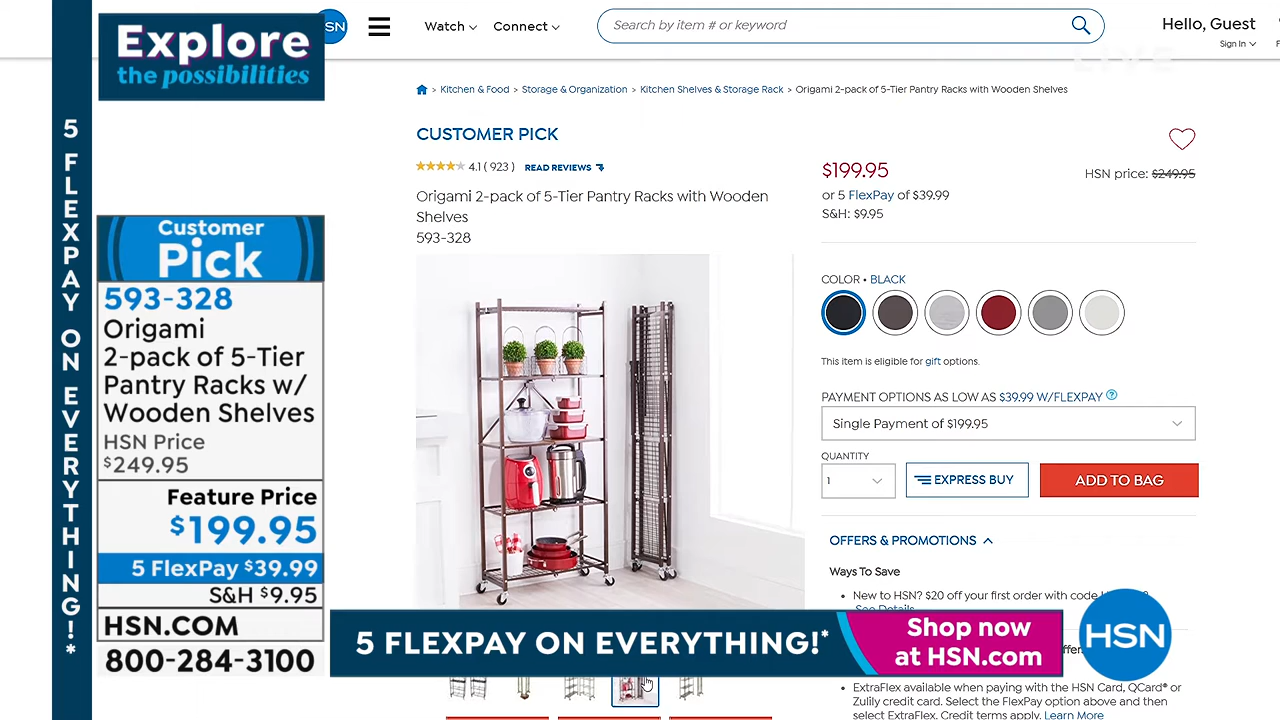 Explore
the possibilities
5 FLEXPAY ON EVERYTHING!*
Customer
Pick
593-328
Origami
2-pack of 5-Tier
Pantry Racks w/
Wooden Shelves
HSN Price
$249.95
Feature Price
$199.95
5 FlexPay $39.99
S&H $9.95
HSN.COM
800-284-3100
SN
Watch
Connect
Search by item # or keyword
Hello, Guest
Sign In
LIVE
> Kitchen & Food > Storage & Organization > Kitchen Shelves & Storage Rack > Origami 2-pack of 5-Tier Pantry Racks with Wooden Shelves
CUSTOMER PICK
4.1 ( 923 ) READ REVIEWS
Origami 2-pack of 5-Tier Pantry Racks with Wooden
Shelves
593-328
$199.95
HSN price: $249.95
or 5 FlexPay of $39.99
S&H: $9.95
COLOR • BLACK
This item is eligible for gift options.
PAYMENT OPTIONS AS LOW AS $39.99 W/FLEXPAY ?
Single Payment of $199.95
QUANTITY
1
EXPRESS BUY
ADD TO BAG
OFFERS & PROMOTIONS
Ways To Save
• New to HSN? $20 off your first order with code
See Details
5 FLEXPAY ON EVERYTHING!*
Shop now
at HSN.com
HSN
• ExtraFlex available when paying with the HSN Card, QCard® or
Zulily credit card. Select the FlexPay option above and then
select ExtraFlex. Credit terms apply. Learn More